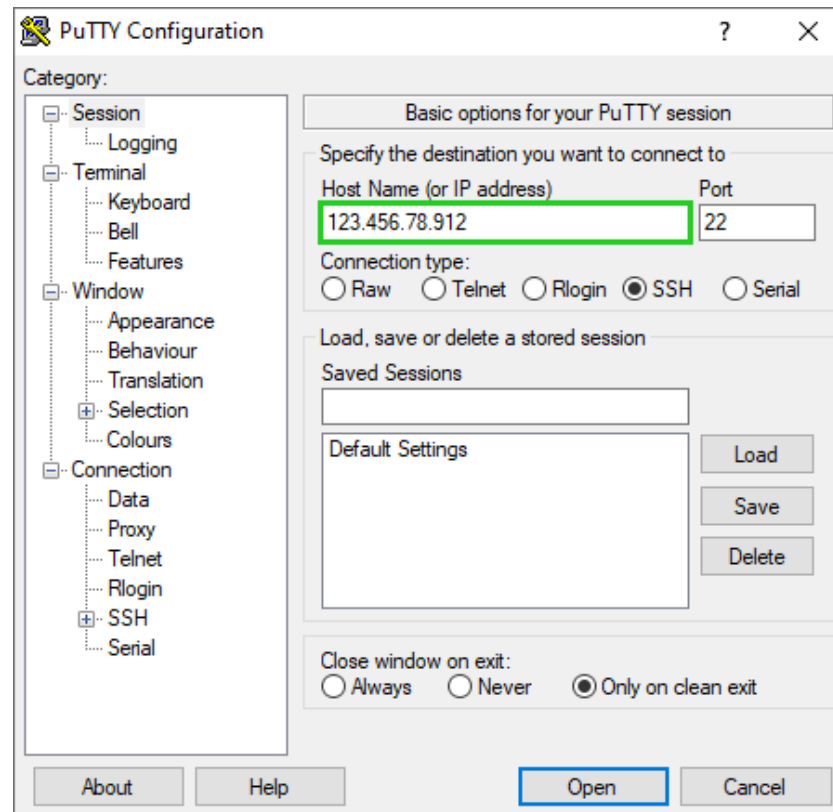 PuTTY Configuration
?
Category:
Session
Logging
Terminal
Keyboard
Bell
Features
Window
Appearance
Behaviour
Translation
Selection
Colours
Connection
Data
Proxy
Telnet
Rlogin
SSH
Serial
Basic options for your PuTTY session
Specify the destination you want to connect to
Host Name (or IP address) Port
123.456.78.912 22
Connection type:
Raw Telnet Rlogin SSH Serial
Load, save or delete a stored session
Saved Sessions
Default Settings
Load
Save
Delete
Close window on exit:
Always Never Only on clean exit
About Help Open Cancel